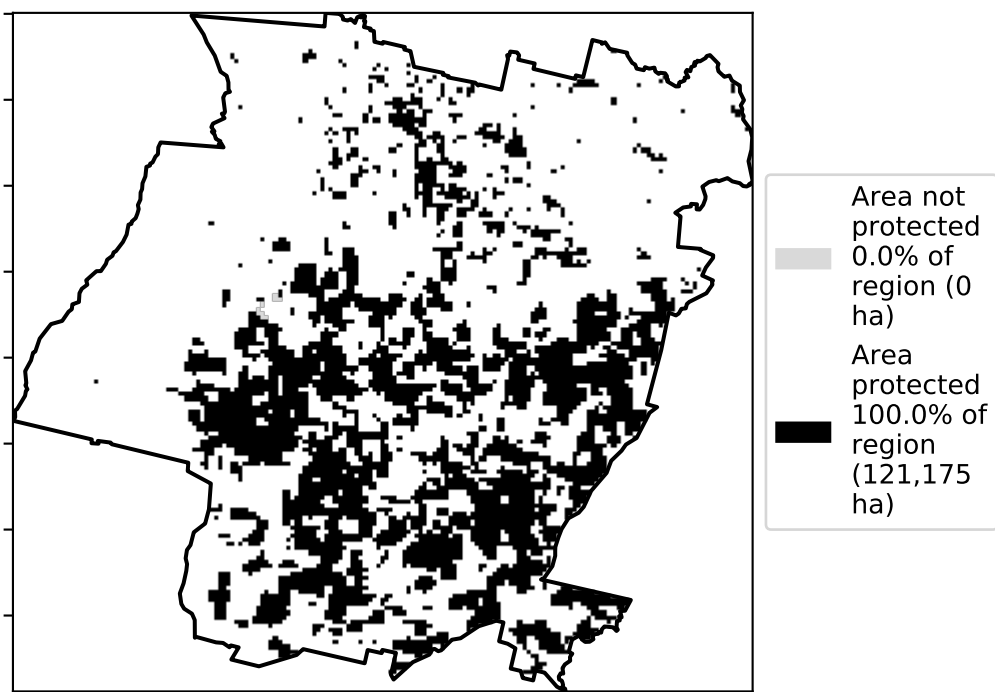 Area not
protected
0.0% of
region (0
ha)
Area
protected
100.0% of
region
(121,175
ha)